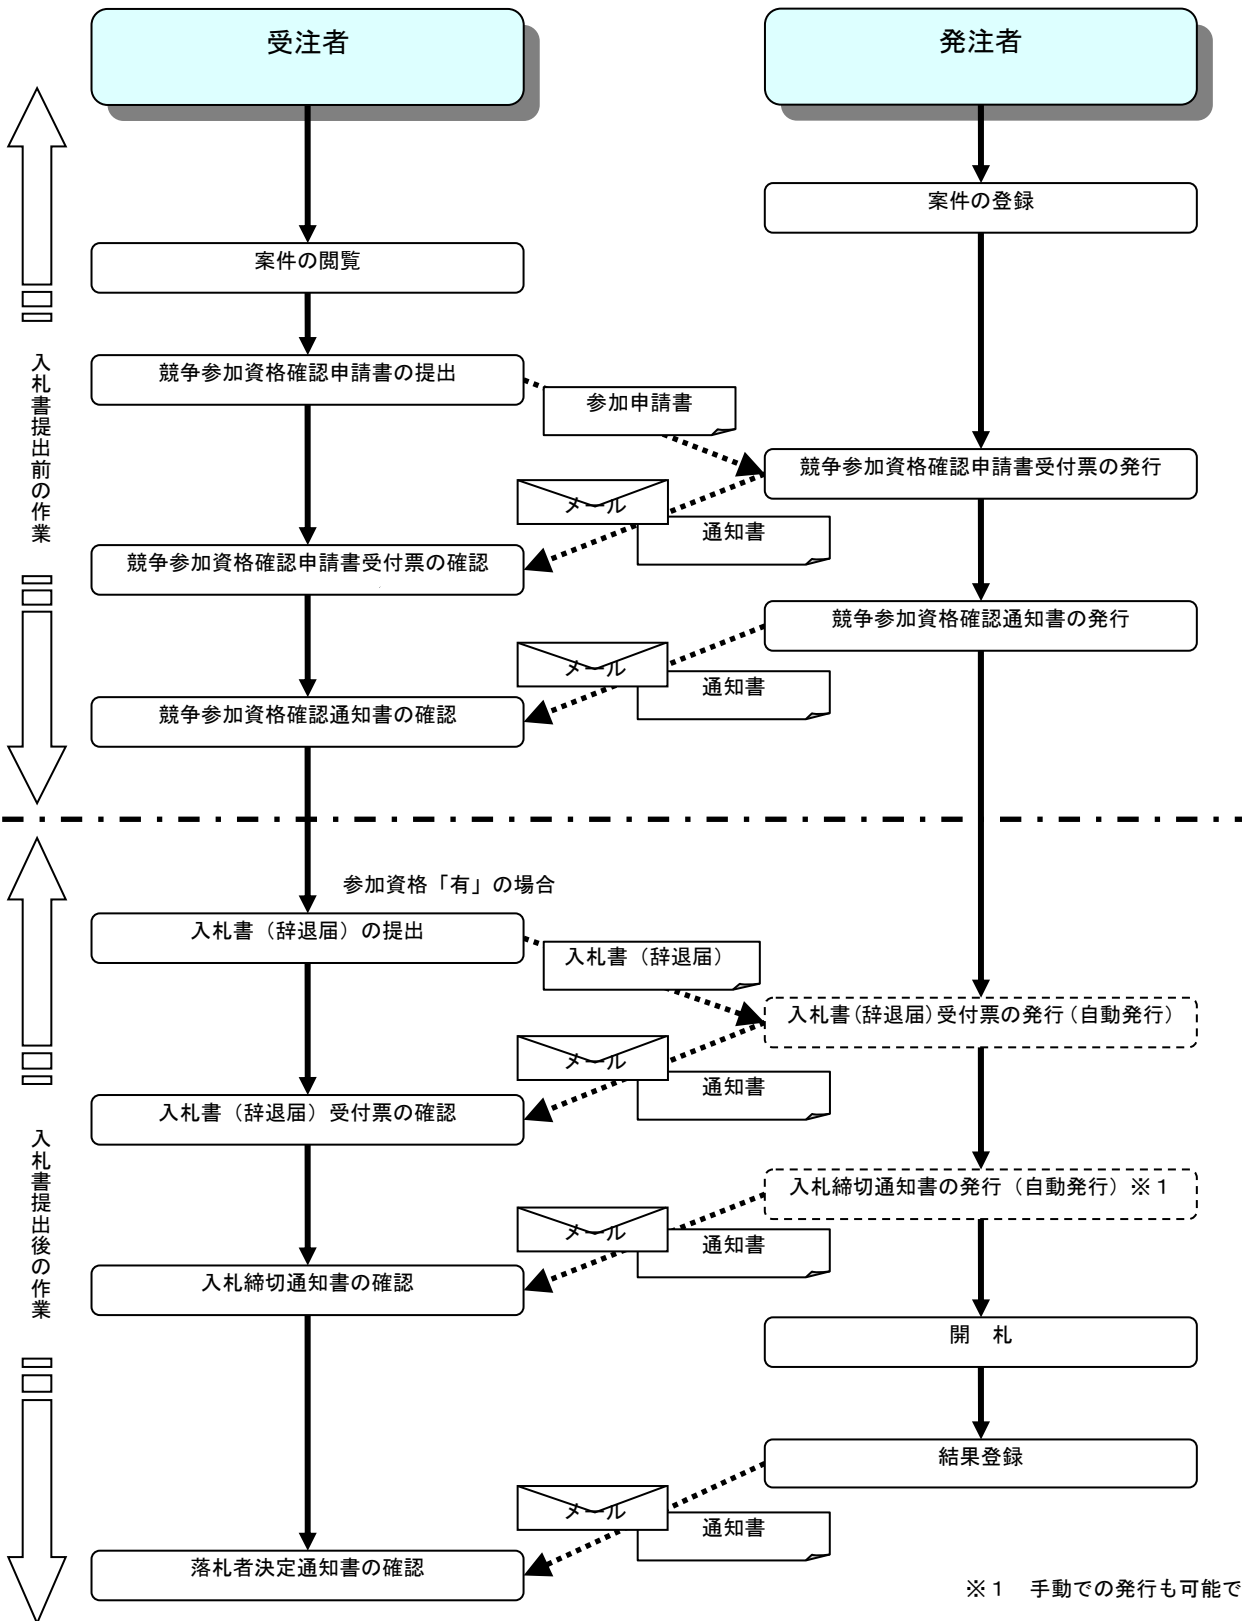 受注者
発注者
案件の登録
案件の閲覧
競争参加資格確認申請書の提出
参加申請書
競争参加資格確認申請書受付票の発行
メール
通知書
競争参加資格確認申請書受付票の確認
競争参加資格確認通知書の発行
メール
通知書
競争参加資格確認通知書の確認
入札書提出前の作業
参加資格「有」の場合
入札書（辞退届）の提出
入札書（辞退届）
入札書（辞退届）受付票の発行（自動発行）
メール
通知書
入札書（辞退届）受付票の確認
入札締切通知書の発行（自動発行）※１
メール
通知書
入札締切通知書の確認
入札書提出後の作業
開　札
結果登録
メール
通知書
落札者決定通知書の確認
※１　手動での発行も可能で